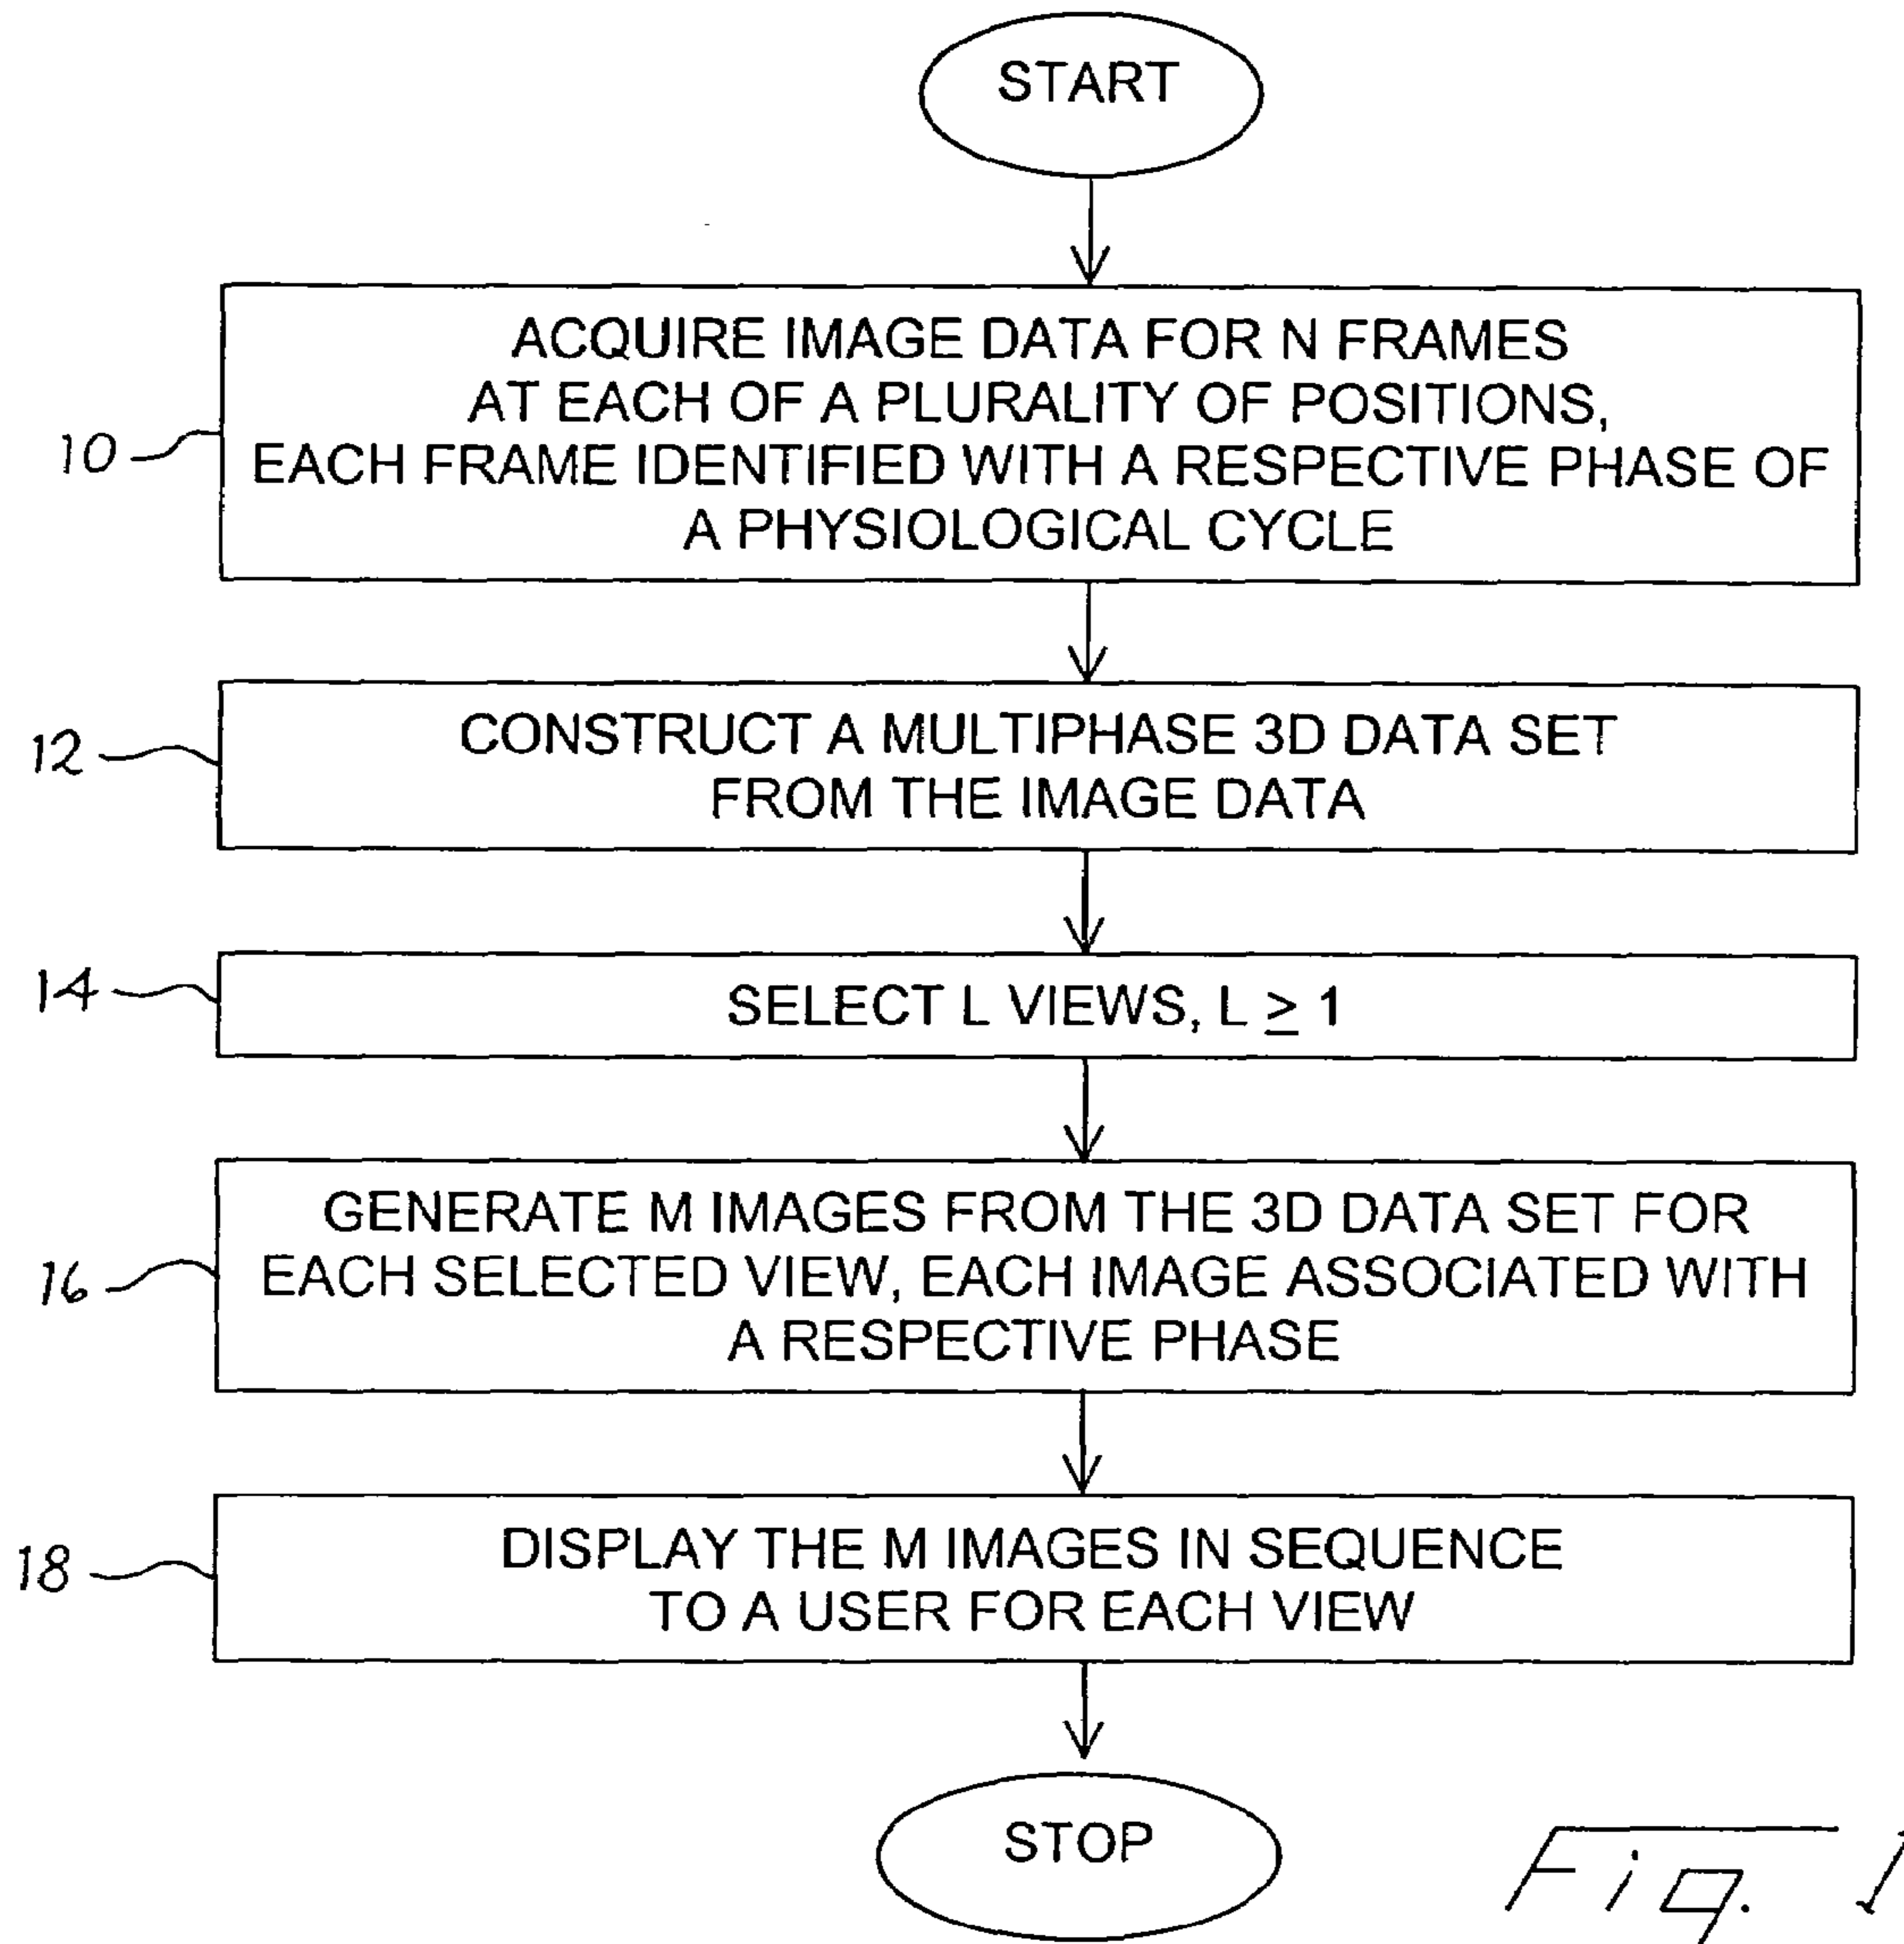 START
ACQUIRE IMAGE DATA FOR N FRAMES
AT EACH OF A PLURALITY OF POSITIONS,
EACH FRAME IDENTIFIED WITH A RESPECTIVE PHASE OF
A PHYSIOLOGICAL CYCLE
10
CONSTRUCT A MULTIPHASE 3D DATA SET
FROM THE IMAGE DATA
12
SELECT L VIEWS, L ≥ 1
14
GENERATE M IMAGES FROM THE 3D DATA SET FOR
EACH SELECTED VIEW, EACH IMAGE ASSOCIATED WITH
A RESPECTIVE PHASE
16
DISPLAY THE M IMAGES IN SEQUENCE
TO A USER FOR EACH VIEW
18
STOP
Fig. 1